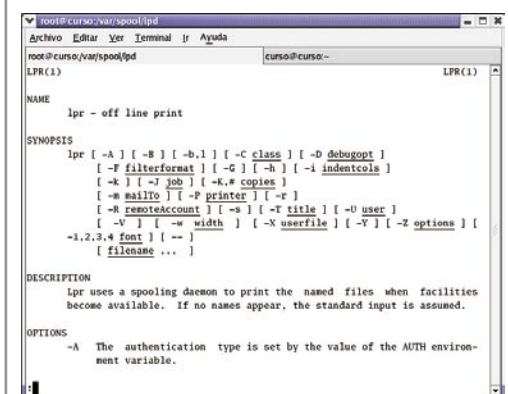 root@curso:/var/spool/lpd
Archivo Editar Ver Terminal Ir Ayuda
root@curso:/var/spool/lpd curso@curso:~
LPR(1) LPR(1)
NAME
lpr - off line print
SYNOPSIS
lpr [ -A ] [ -B ] [ -b,l ] [ -C class ] [ -D debugopt ]
[ -F filterformat ] [ -G ] [ -h ] [ -i indentcols ]
[ -k ] [ -J job ] [ -K,# copies ]
[ -m mailTo ] [ -P printer ] [ -r ]
[ -R remoteAccount ] [ -s ] [ -T title ] [ -U user ]
[ -V ] [ -w width ] [ -X userfile ] [ -Y ] [ -Z options ] [
-1,2,3,4 font ] [ -- ]
[ filename ... ]
DESCRIPTION
Lpr uses a spooling daemon to print the named files when facilities
become available. If no names appear, the standard input is assumed.
OPTIONS
-A The authentication type is set by the value of the AUTH environ-
ment variable.
: